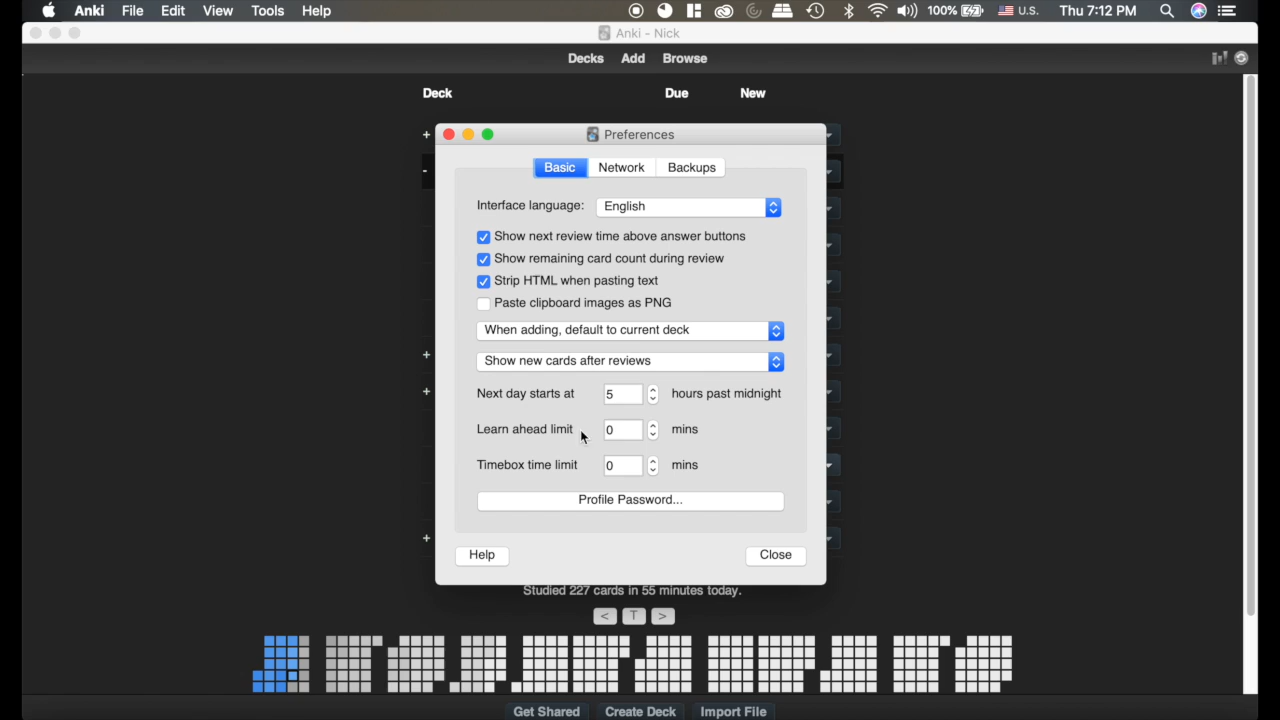 Anki File Edit View Tools Help 100% U.S. Thu 7:12 PM
Anki - Nick
Decks Add Browse
Deck Due New
Preferences
Basic Network Backups
Interface language: English
Show next review time above answer buttons
Show remaining card count during review
Strip HTML when pasting text
Paste clipboard images as PNG
When adding, default to current deck
Show new cards after reviews
Next day starts at 5 hours past midnight
Learn ahead limit 0 mins
Timebox time limit 0 mins
Profile Password...
Help Close
Studied 227 cards in 55 minutes today.
< T >
Get Shared Create Deck Import File